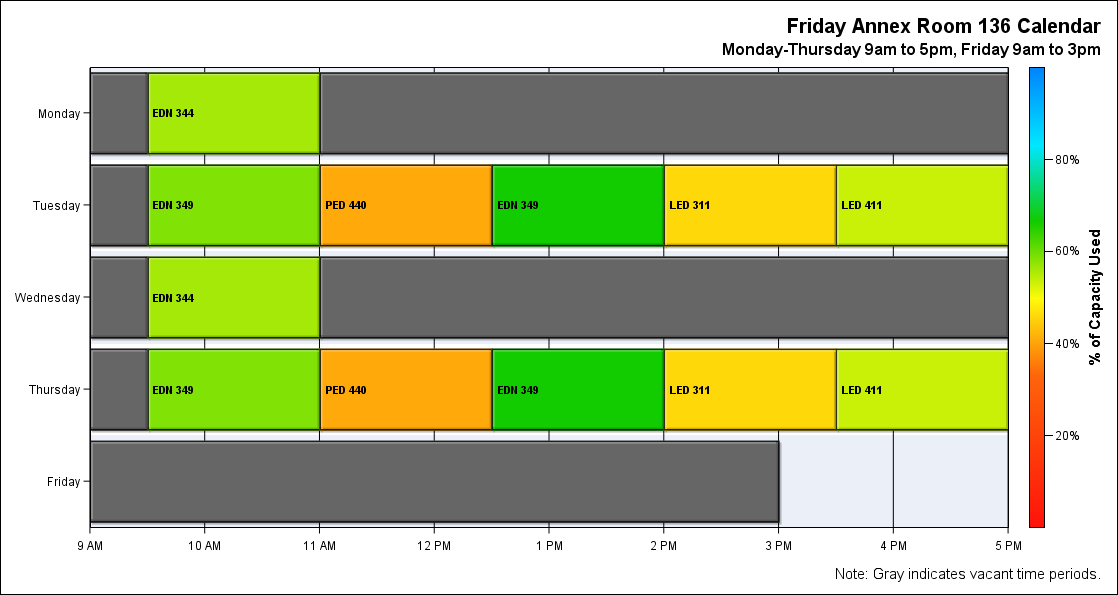 Friday Annex Room 136 Calendar
Monday-Thursday 9am to 5pm, Friday 9am to 3pm
Monday
EDN 344
Tuesday
EDN 349
PED 440
EDN 349
LED 311
LED 411
Wednesday
EDN 344
Thursday
EDN 349
PED 440
EDN 349
LED 311
LED 411
Friday
9 AM
10 AM
11 AM
12 PM
1 PM
2 PM
3 PM
4 PM
5 PM
80%
60%
40%
20%
% of Capacity Used
Note: Gray indicates vacant time periods.